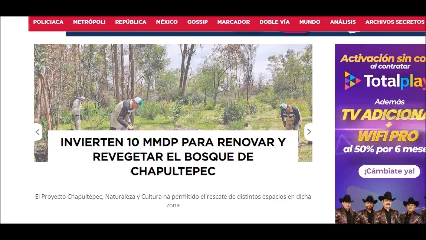 POLICIACA METRÓPOLI REPÚBLICA MÉXICO GOSSIP MARCADOR DOBLE VÍA MUNDO ANÁLISIS ARCHIVOS SECRETOS
INVIERTEN 10 MMDP PARA RENOVAR Y
REVEGETAR EL BOSQUE DE
CHAPULTEPEC
El Proyecto Chapultepec, Naturaleza y Cultura ha permitido el rescate de distintos espacios en dicha
zona
Activación sin co
al contratar
Totalplay
Además
TV ADICIONA
+
WIFI PRO
al 50% por 6 mese
¡Cámbiate ya!